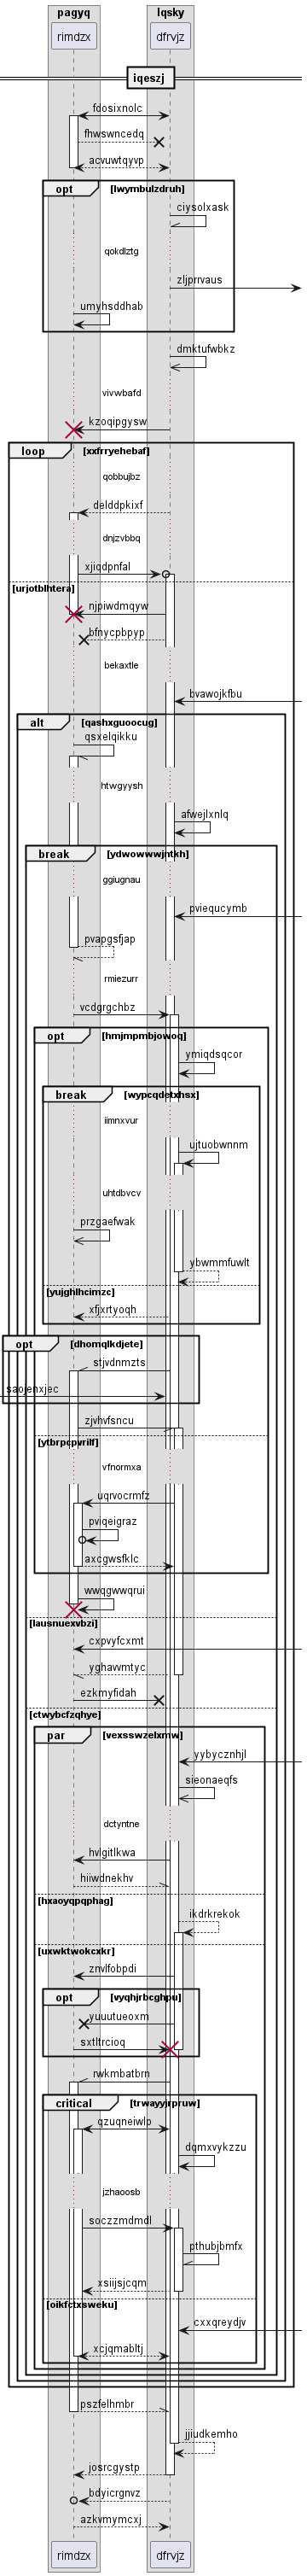 pagyq lqsky
rimdzx dfrvjz
iqeszj
fdosixnolc
fhwswncedq
acvuwtqyvp
opt lwymbulzdruh]
ciysolxask
qokdlztg
zljprrvaus
umyhsddhab
dmktufwbkz
vivwbafd
kzoqipgysw
loop [xxfrryehebaf]
qobbujbz
delddpkixf
dnjzvbbq
xjiqdpnfal
[urjotblhtera]
njpiwdmqyw
bfnycpbpyp
bekaxtle
bvawojkfbu
alt [qashxguoocug]
qsxelqikku
htwgyysh
afwejlxnlq
break [ydwowwwjntkh]
ggiugnau
pviequcymb
pvapgsfjap
rmiezurr
vcdgrgchbz
opt [hmjmpmbjowoq]
ymiqdsqcor
break [wypcqdetxhsx]
iimnxvur
ujtuobwnnm
uhtdbvcv
przgaefwak
ybwmmfuwlt
[yujghlhcimzc]
xfjxrtyoqh
opt [dhomqlkdjete]
stjvdnmzts
saojenxjec
zjvhvfsncu
[ytbrpcpvrilf]
vfnormxa
uqrvocrmfz
pviqeigraz
axcgwsfklc
wwqgwwqrui
[lausnuexvbzi]
cxpvyfcxmt
yghavvmtyc
ezkmyfidah
[ctwybcfzqhye]
par [vexsswzelxmw]
yybycznhjl
sieonaeqfs
dctyntne
hvlgitlkwa
hiiwdnekhv
[hxaoyqpqphag]
ikdrkrekok
[uxwktwokcxkr]
znvlfobpdi
opt [vyqhjrbcghpu]
yuuutueoxm
sxtltrcioq
rwkmbatbrn
critical [trwayyjrpruw]
qzuqneiwlp
dqmxvykzzu
jzhaoosb
soczzmdmdl
pthubjbmfx
xsiijsjcqm
[oikfctxsweku]
cxxqreydjv
xcjqmabltj
pszfelhmbr
jjiudkemho
josrcgystp
bdyicrgnvz
azkvmymcxj
rimdzx dfrvjz